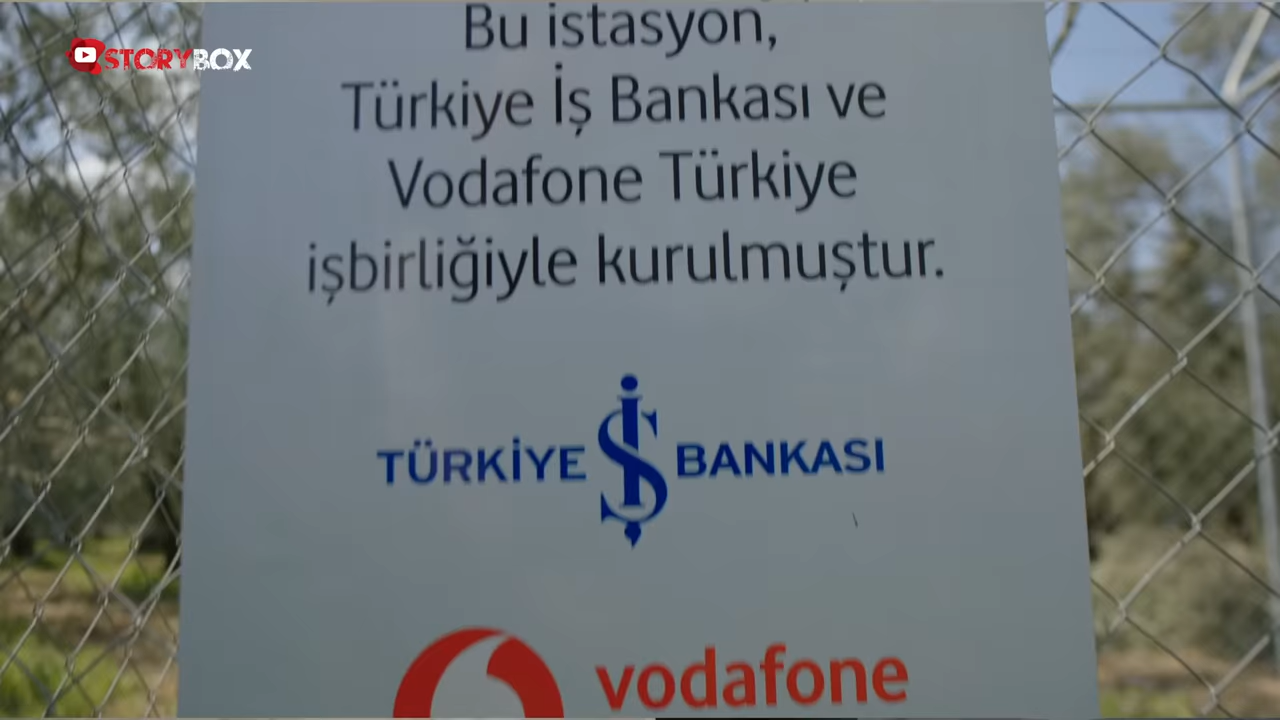 STORYBOX
Bu istasyon,
Türkiye İş Bankası ve
Vodafone Türkiye
işbirliğiyle kurulmuştur.
TÜRKİYE İŞ BANKASI
vodafone